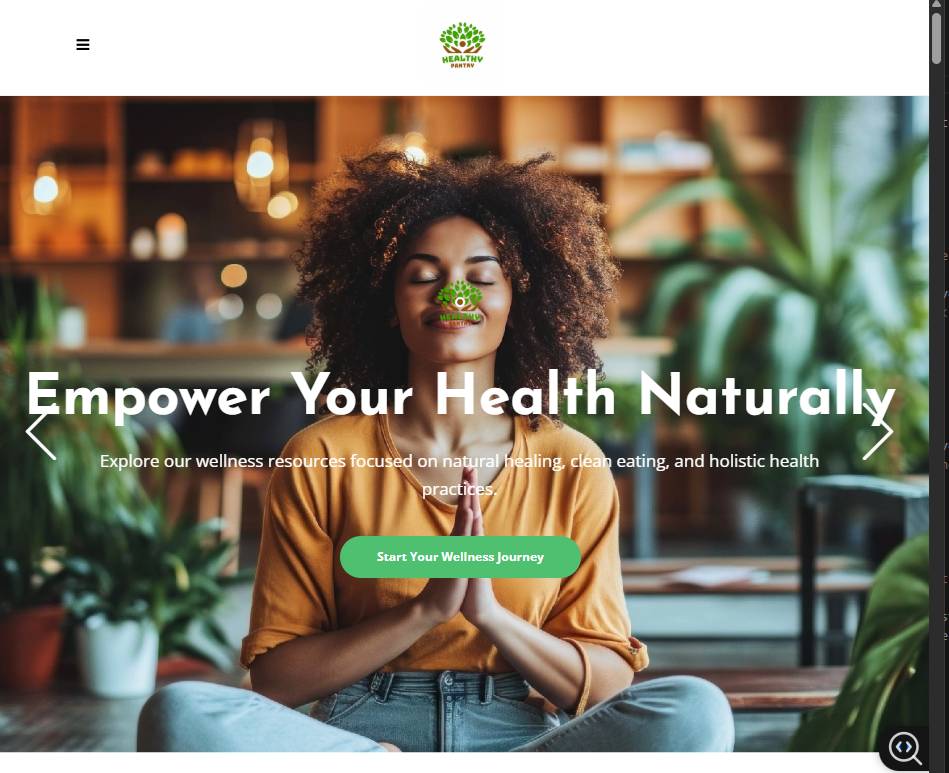 HEALTHY
PANTRY
HEALTHY
Empower Your Health Naturally
Explore our wellness resources focused on natural healing, clean eating, and holistic health
practices.
Start Your Wellness Journey